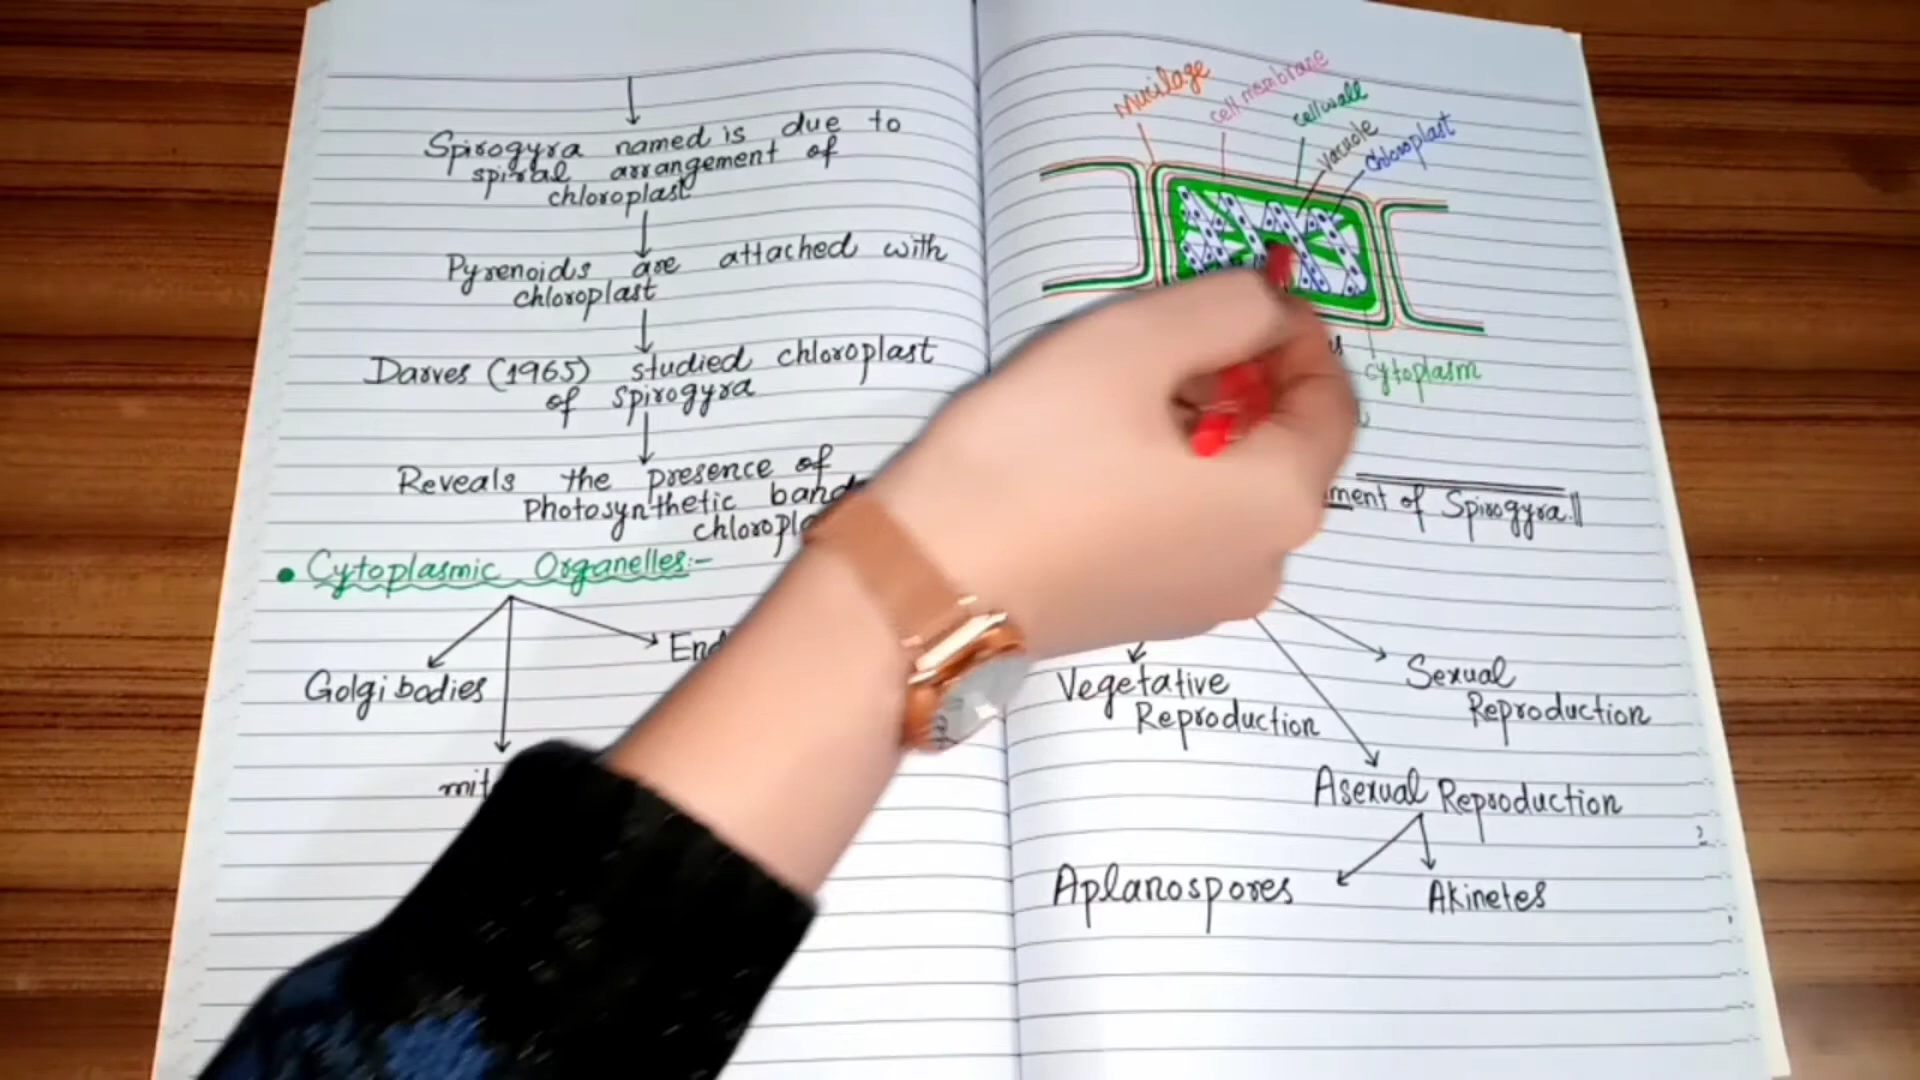 Spirogyra named is due to
spiral arrangement of
chloroplast
Pyrenoids are attached with
chloroplast
Darves (1965) studied chloroplast
of spirogyra
Reveals the presence of
Photosynthetic band
• Cytoplasmic Organelles:-
Golgi bodies
Mucilage
cell membrane
cellwall
vacuole
chloroplast
cytoplasm
of Spirogyra.||
Vegetative
Reproduction
Sexual
Reproduction
Asexual Reproduction
Aplanospores
Akinetes